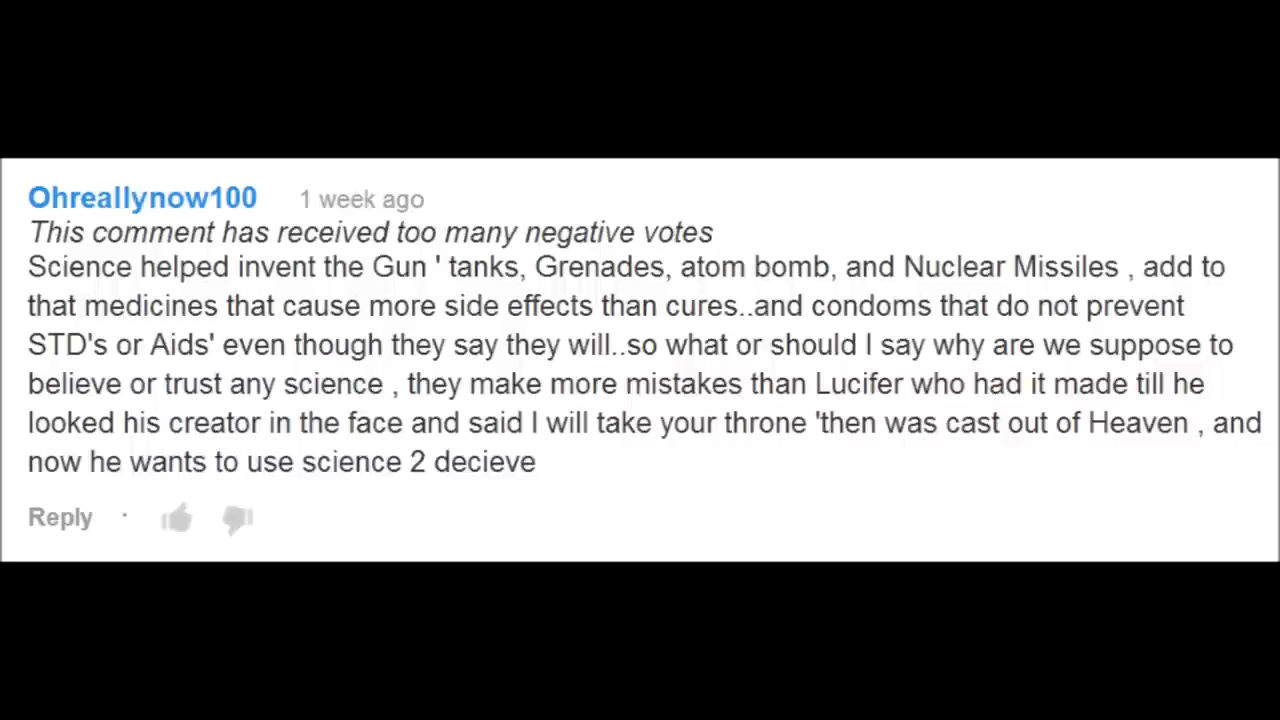 Ohreallynow100 1 week ago
This comment has received too many negative votes
Science helped invent the Gun ' tanks, Grenades, atom bomb, and Nuclear Missiles , add to
that medicines that cause more side effects than cures..and condoms that do not prevent
STD's or Aids' even though they say they will..so what or should I say why are we suppose to
believe or trust any science , they make more mistakes than Lucifer who had it made till he
looked his creator in the face and said I will take your throne 'then was cast out of Heaven , and
now he wants to use science 2 decieve
Reply ·